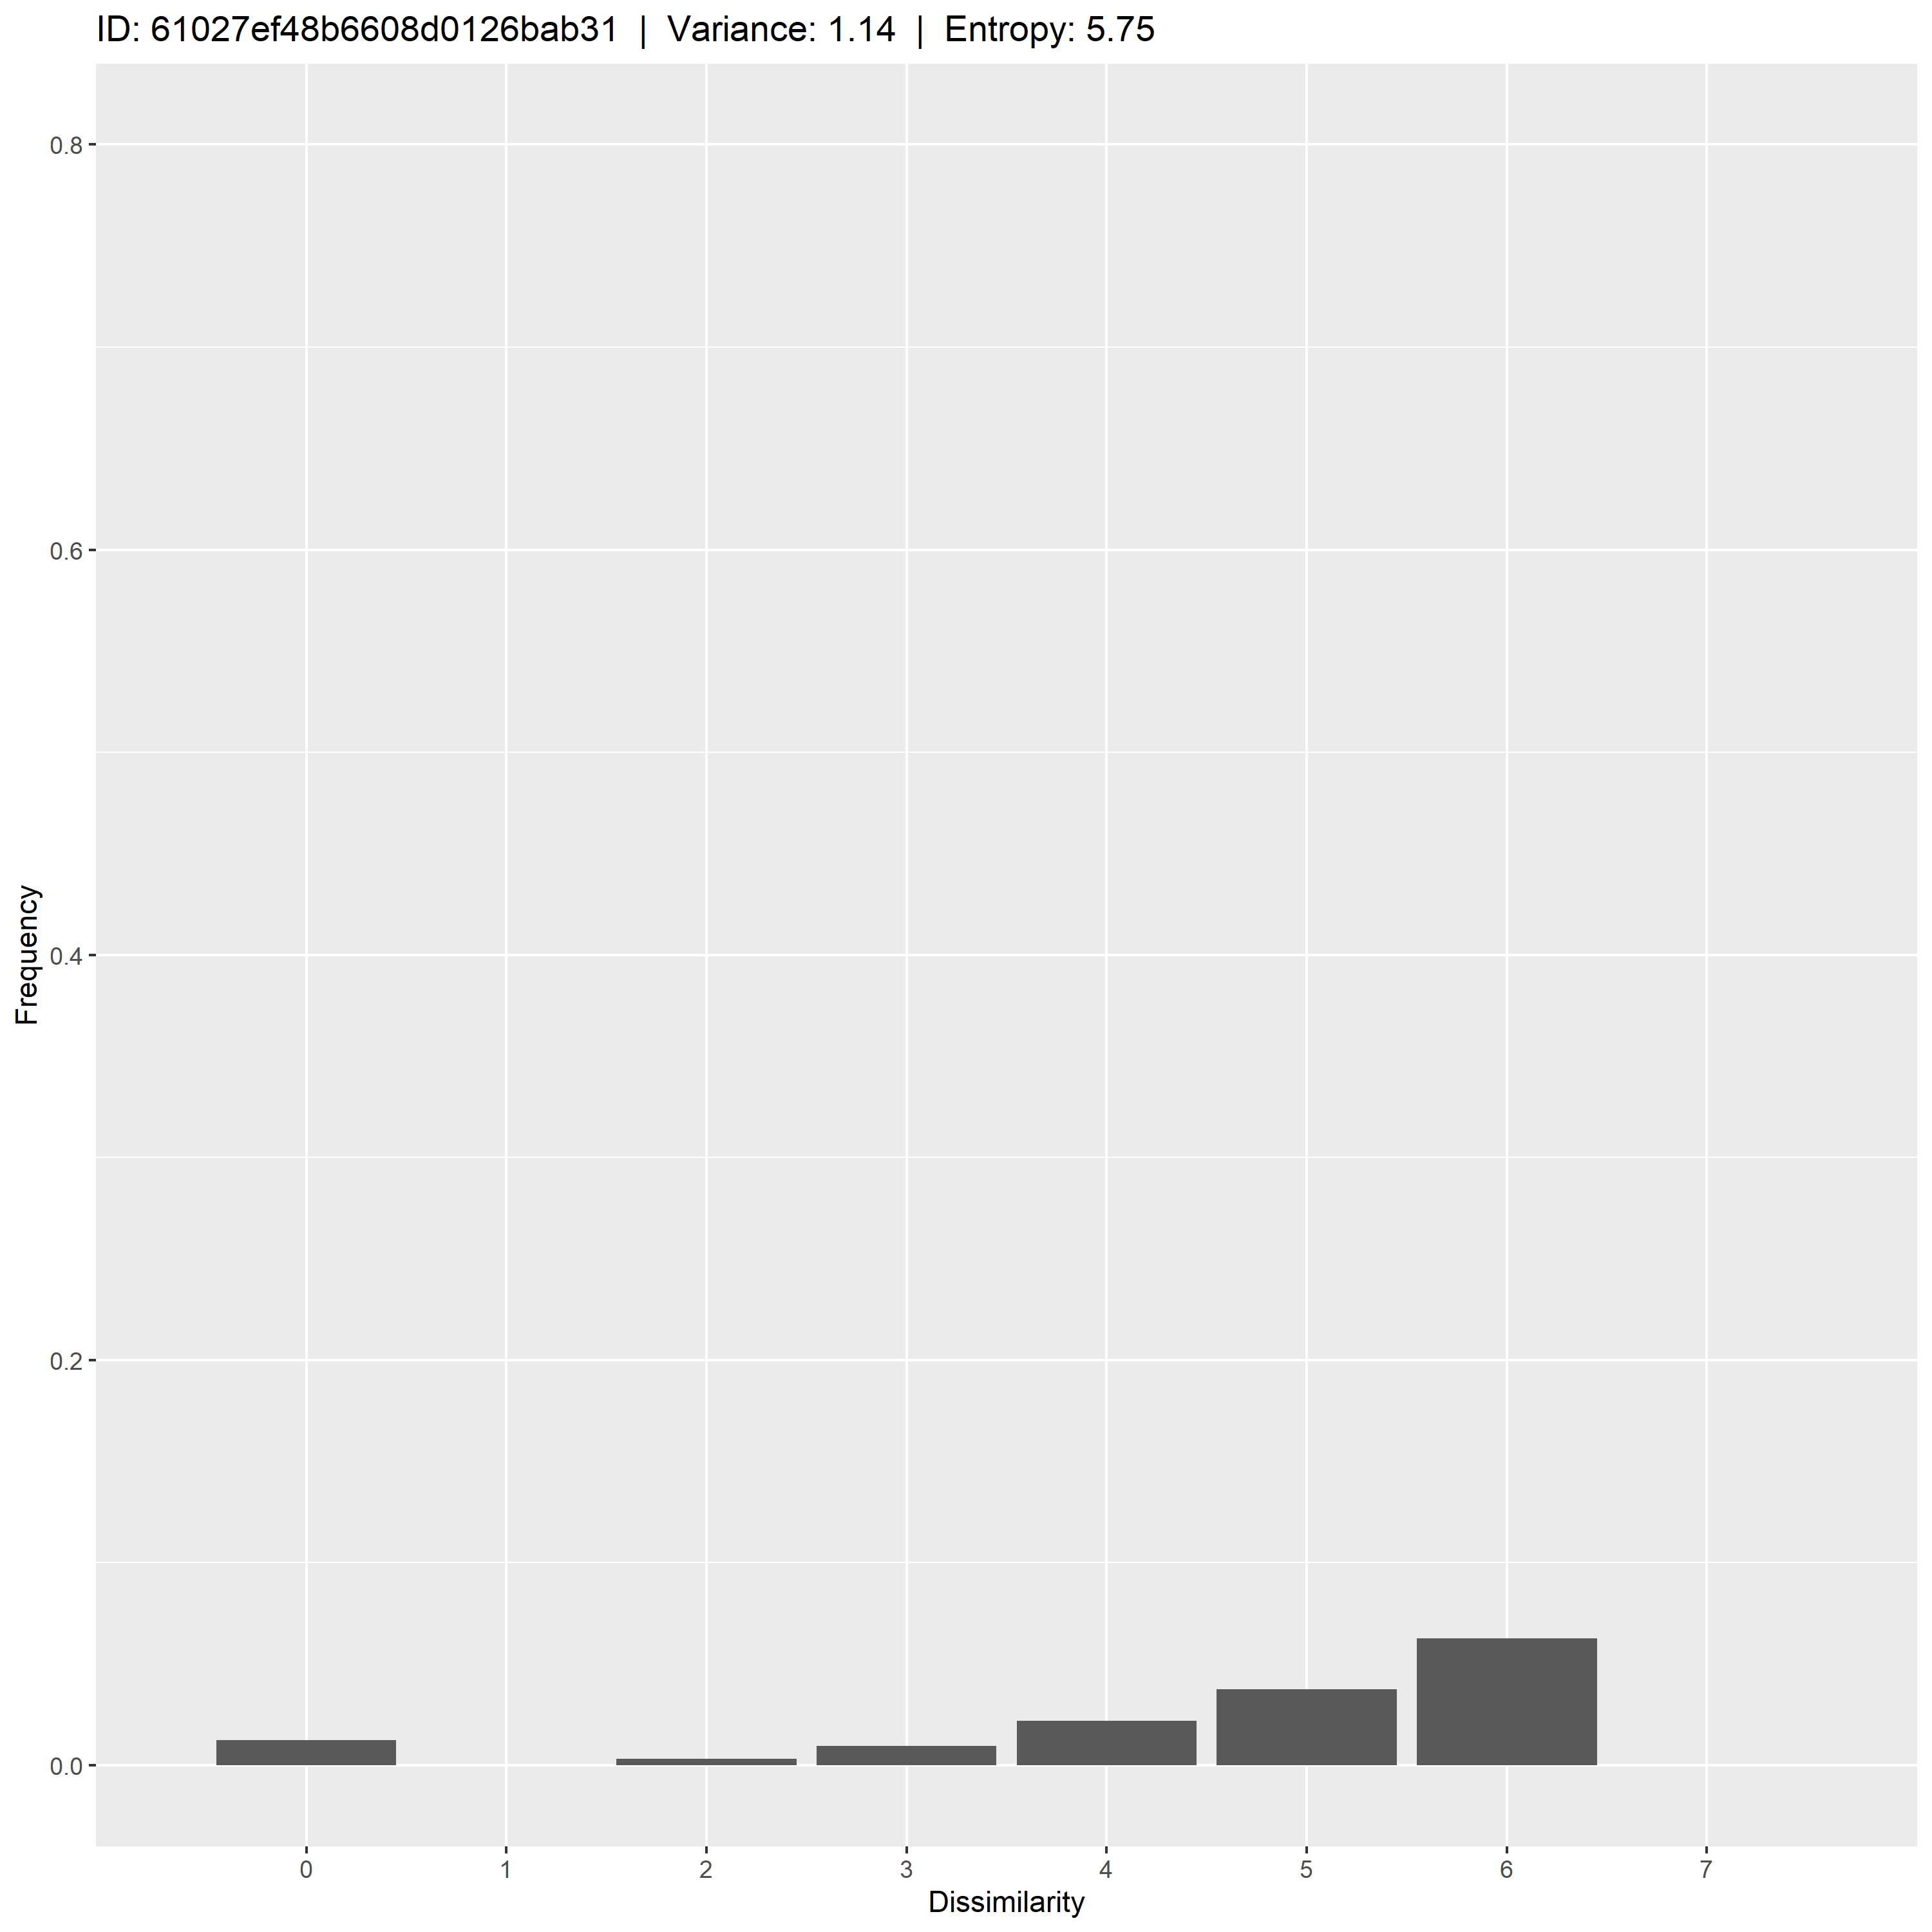 ID: 61027ef48b6608d0126bab31 | Variance: 1.14 | Entropy: 5.75
0.8
0.6
0.4
0.2
0.0
Frequency
0 1 2 3 4 5 6 7
Dissimilarity